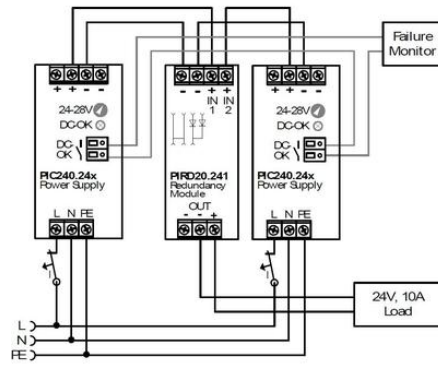 Failure
Monitor
+ + - -
- - + +
IN IN
1 2
+ + - -
24-28V
DC-OK
DC-
OK
PIC240.24x
Power Supply
L N PE
PIRD20.241
Redundancy
Module
OUT
- - +
24-28V
DC-OK
DC-
OK
PIC240.24x
Power Supply
L N PE
24V, 10A
Load
L
N
PE
I
I